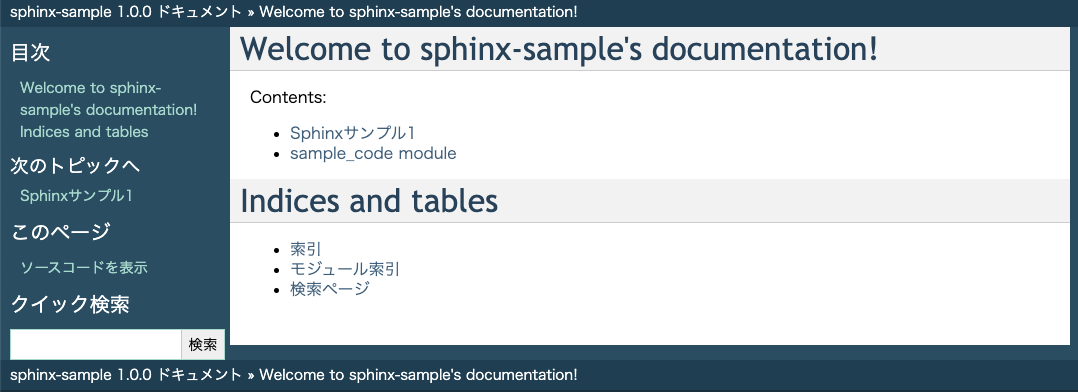 sphinx-sample 1.0.0 ドキュメント » Welcome to sphinx-sample's documentation!
目次
Welcome to sphinx-
sample's documentation!
Indices and tables
次のトピックへ
Sphinxサンプル1
このページ
ソースコードを表示
クイック検索
検索
Welcome to sphinx-sample's documentation!
Contents:
• Sphinxサンプル1
• sample_code module
Indices and tables
• 索引
• モジュール索引
• 検索ページ
sphinx-sample 1.0.0 ドキュメント » Welcome to sphinx-sample's documentation!